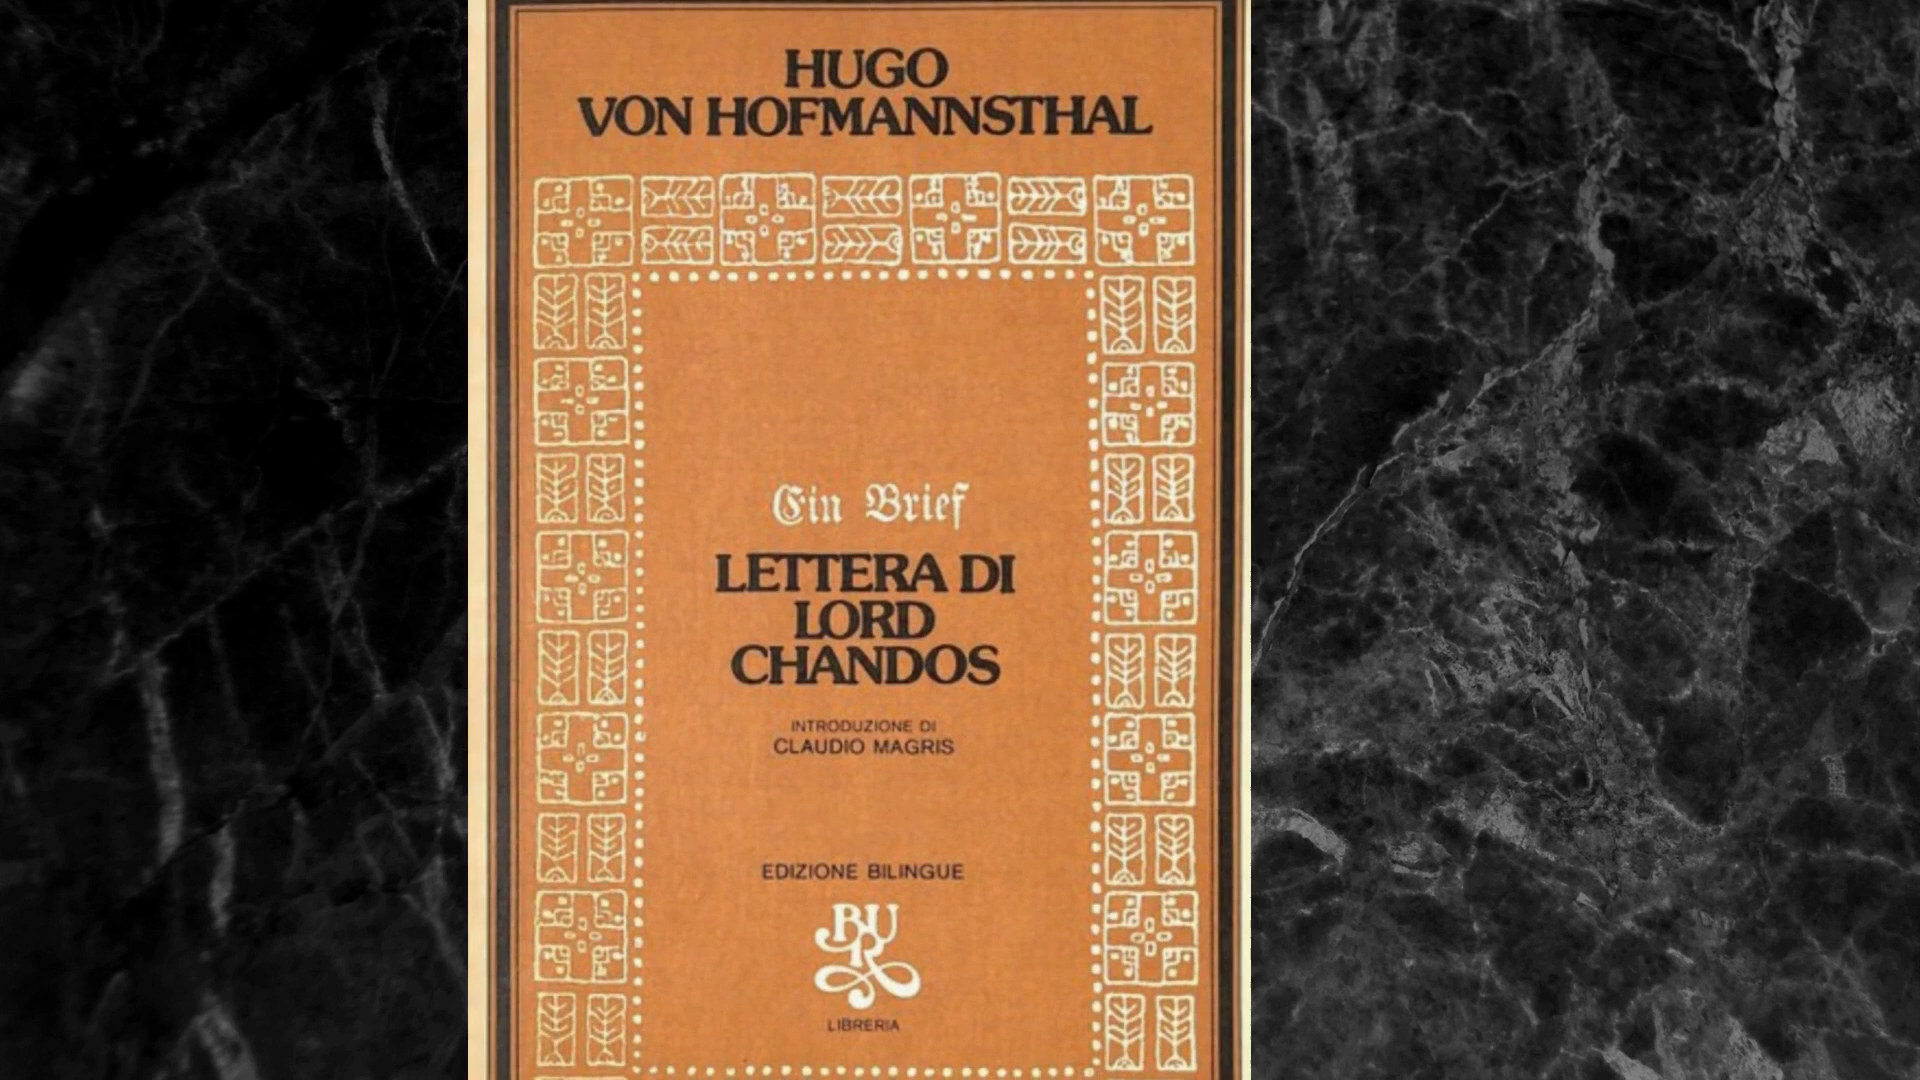 HUGO
VON HOFMANNSTHAL
Ein Brief
LETTERA DI
LORD
CHANDOS
INTRODUZIONE DI
CLAUDIO MAGRIS
EDIZIONE BILINGUE
BUR
LIBRERIA